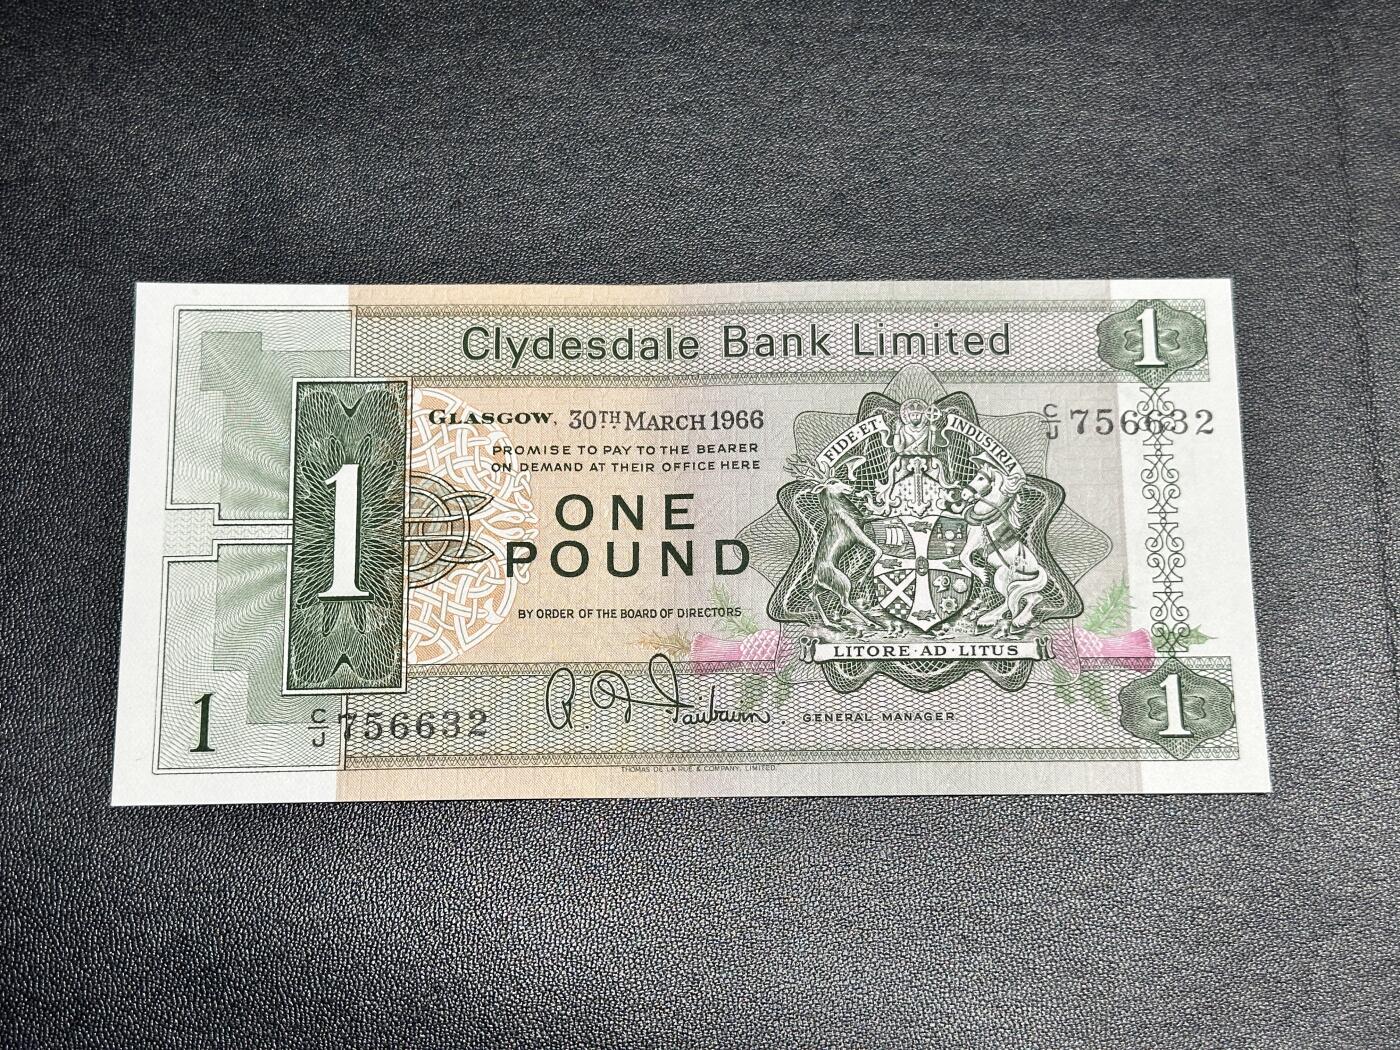 Clydesdale Bank Limited
1
GLASGOW, 30TH MARCH 1966
C/J 756632
PROMISE TO PAY TO THE BEARER
ON DEMAND AT THEIR OFFICE HERE
FIDE·ET· INDUSTRIA
1
ONE
POUND
BY ORDER OF THE BOARD OF DIRECTORS
LITORE·AD·LITUS
1
1
C/J 756632
R. D. Fairbairn. GENERAL MANAGER.
THOMAS DE LA RUE & COMPANY, LIMITED.